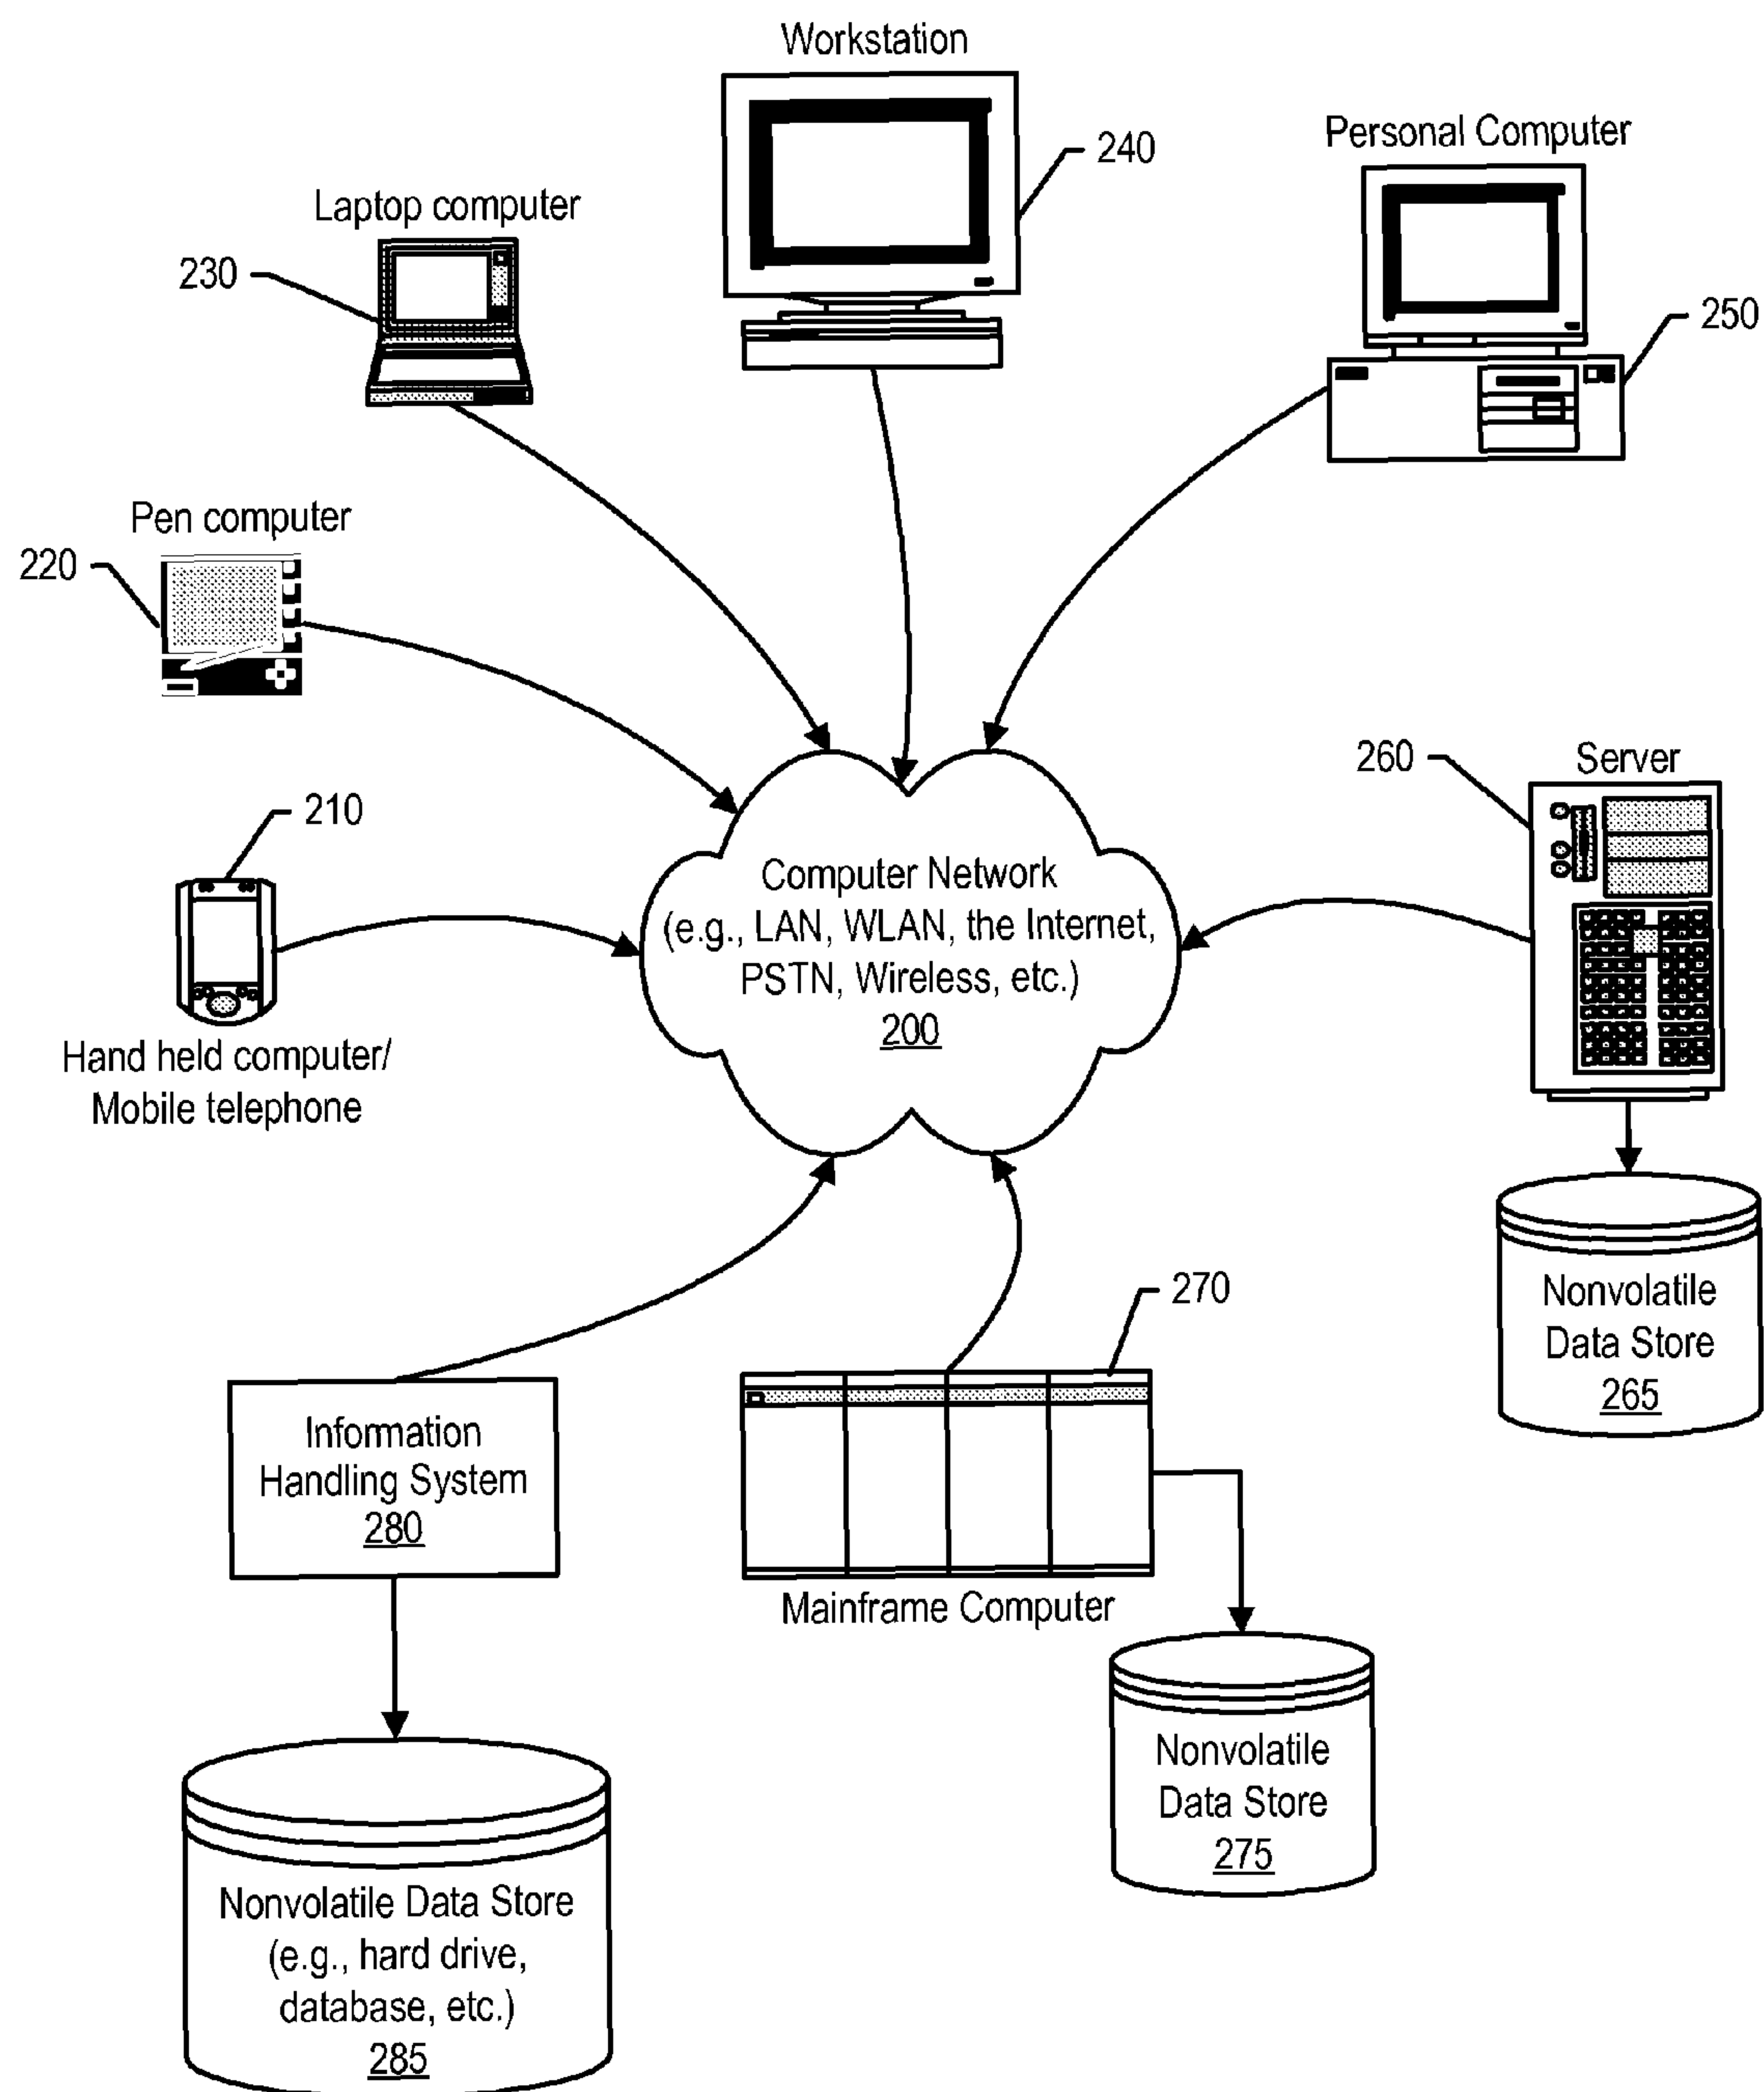 Workstation
240
Personal Computer
250
Laptop computer
230
Pen computer
220
210
Hand held computer/
Mobile telephone
Computer Network
(e.g., LAN, WLAN, the Internet,
PSTN, Wireless, etc.)
200
260
Server
Nonvolatile
Data Store
265
270
Mainframe Computer
Nonvolatile
Data Store
275
Information
Handling System
280
Nonvolatile Data Store
(e.g., hard drive,
database, etc.)
285